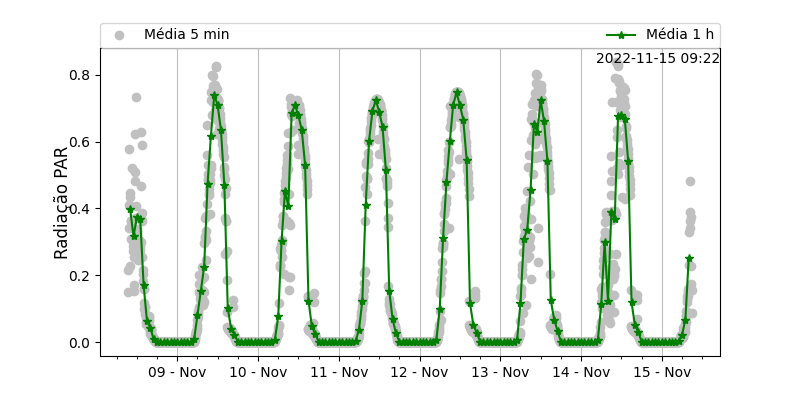 Média 5 min
Média 1 h
2022-11-15 09:22
Radiação PAR
0.8
0.6
0.4
0.2
0.0
09 - Nov
10 - Nov
11 - Nov
12 - Nov
13 - Nov
14 - Nov
15 - Nov